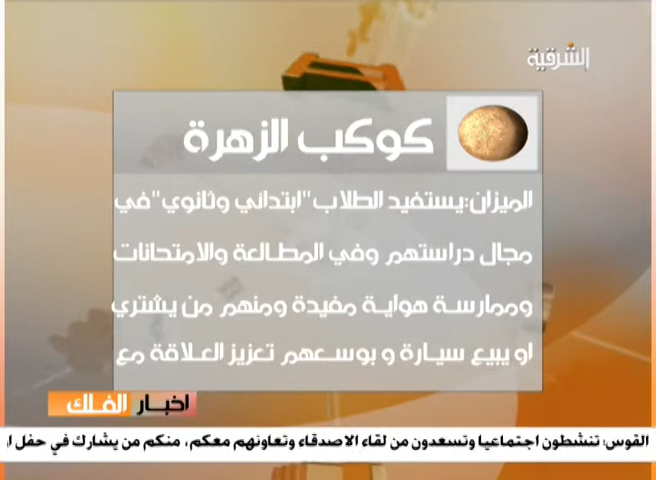 الشرقية
كوكب الزهرة
الميزان:يستفيد الطلاب "ابتدائي وثانوي" في
مجال دراستهم وفي المطالعة والامتحانات
وممارسة هواية مفيدة ومنهم من يشتري
او يبيع سيارة و بوسعهم تعزيز العلاقة مع
اخبار الفلك
القوس: تنشطون اجتماعيا وتسعدون من لقاء الاصدقاء وتعاونهم معكم، منكم من يشارك في حفل